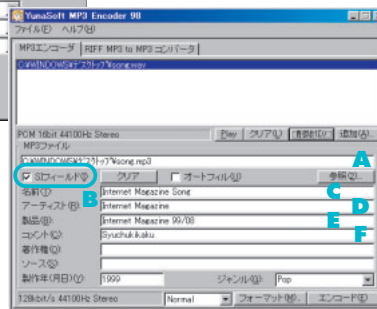 YunaSoft MP3 Encoder 98
ファイル(F) ヘルプ(H)
MP3エンコーダ RIFF MP3 to MP3 コンバータ
C:¥WINDOWS¥デスクトップ¥song.wav
PCM 16bit 44100Hz Stereo Play クリア(L) 削除(D) 追加(A)
MP3ファイル
C:¥WINDOWS¥デスクトップ¥song.mp3
A
SIフィールド(I) クリア オートフィル(U) 参照(Z)...
B
名前(T): Internet Magazine Song C
アーティスト(R): Internet Magazine D
製品(B): Internet Magazine 99/08 E
コメント(C): Syuchukikaku F
著作権(O):
ソース(S):
製作年(月日)(Y): 1999 ジャンル(G): Pop
128kbit/s 44100Hz Stereo Normal フォーマット(M)... エンコード(E)